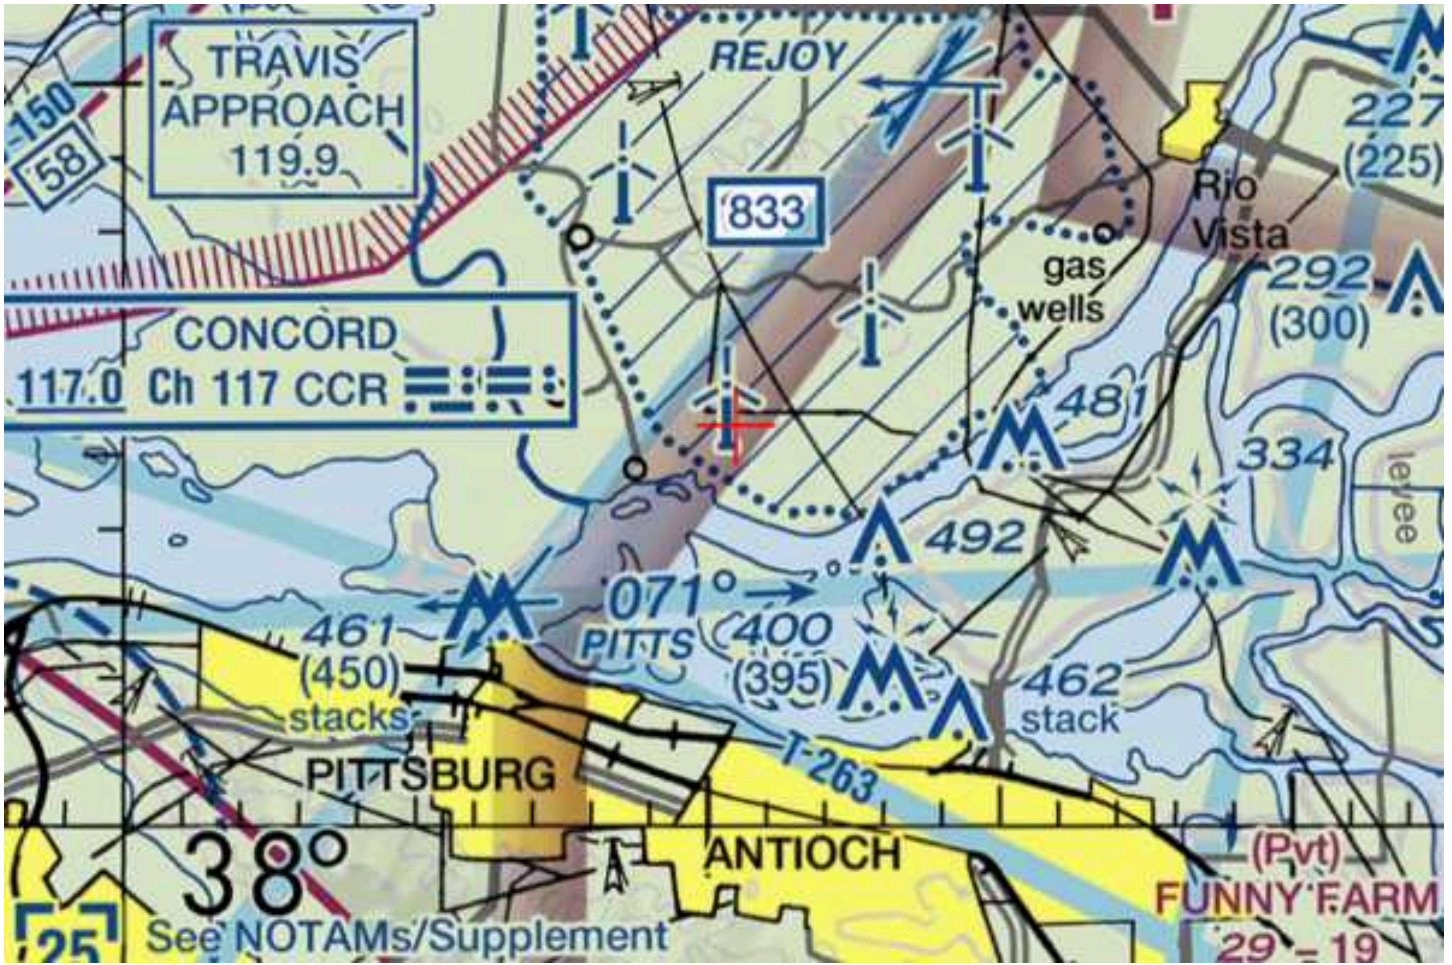 TRAVIS
APPROACH
119.9
REJOY
227
(225)
-150
58
833
Rio
Vista
gas
wells
292
(300)
CONCORD
117.0 Ch 117 CCR
481
334
levee
492
071°
PITTS
461
(450)
stacks
400
(395)
462
stack
PITTSBURG
T-263
38°
ANTIOCH
(Pvt)
FUNNY FARM
29 - 19
25
See NOTAMs/Supplement